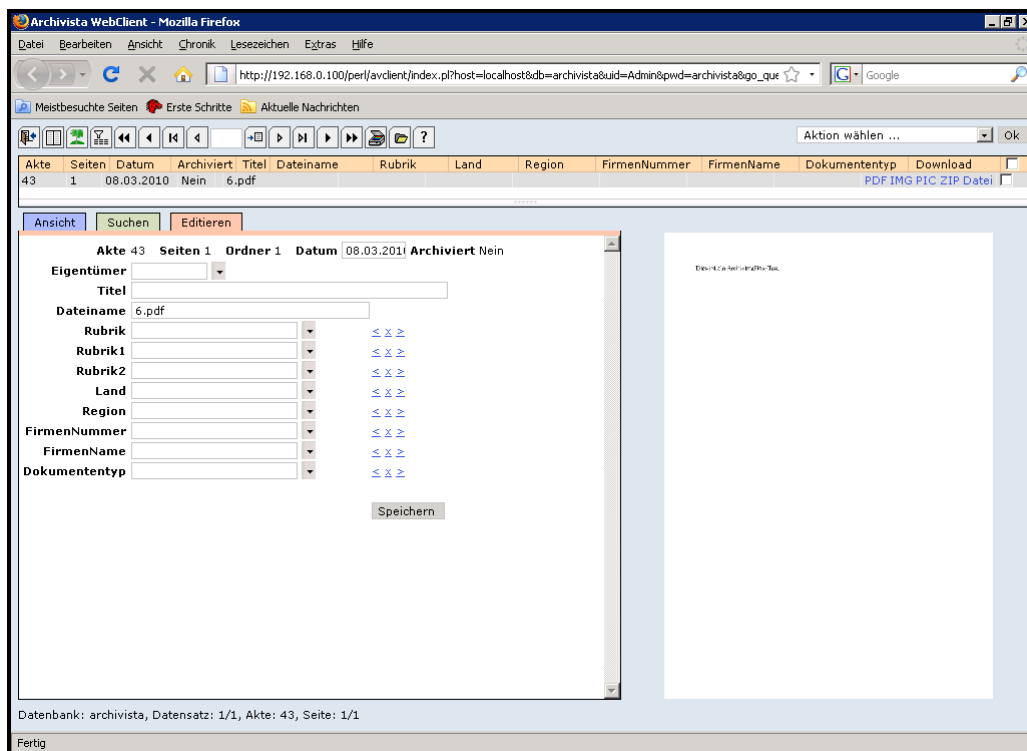 Archivista WebClient - Mozilla Firefox
Datei Bearbeiten Ansicht Chronik Lesezeichen Extras Hilfe
http://192.168.0.100/perl/avclient/index.pl?host=localhost&db=archivista&uid=Admin&pwd=archivista&go_que
G Google
Meistbesuchte Seiten Erste Schritte Aktuelle Nachrichten
? Aktion wählen ... Ok
Akte Seiten Datum Archiviert Titel Dateiname Rubrik Land Region FirmenNummer FirmenName Dokumententyp Download
43 1 08.03.2010 Nein 6.pdf PDF IMG PIC ZIP Datei
Ansicht Suchen Editieren
Akte 43 Seiten 1 Ordner 1 Datum 08.03.201 Archiviert Nein
Eigentümer
Titel
Dateiname 6.pdf
Rubrik < x >
Rubrik1 < x >
Rubrik2 < x >
Land < x >
Region < x >
FirmenNummer < x >
FirmenName < x >
Dokumententyp < x >
Speichern
Datenbank: archivista, Datensatz: 1/1, Akte: 43, Seite: 1/1
Fertig